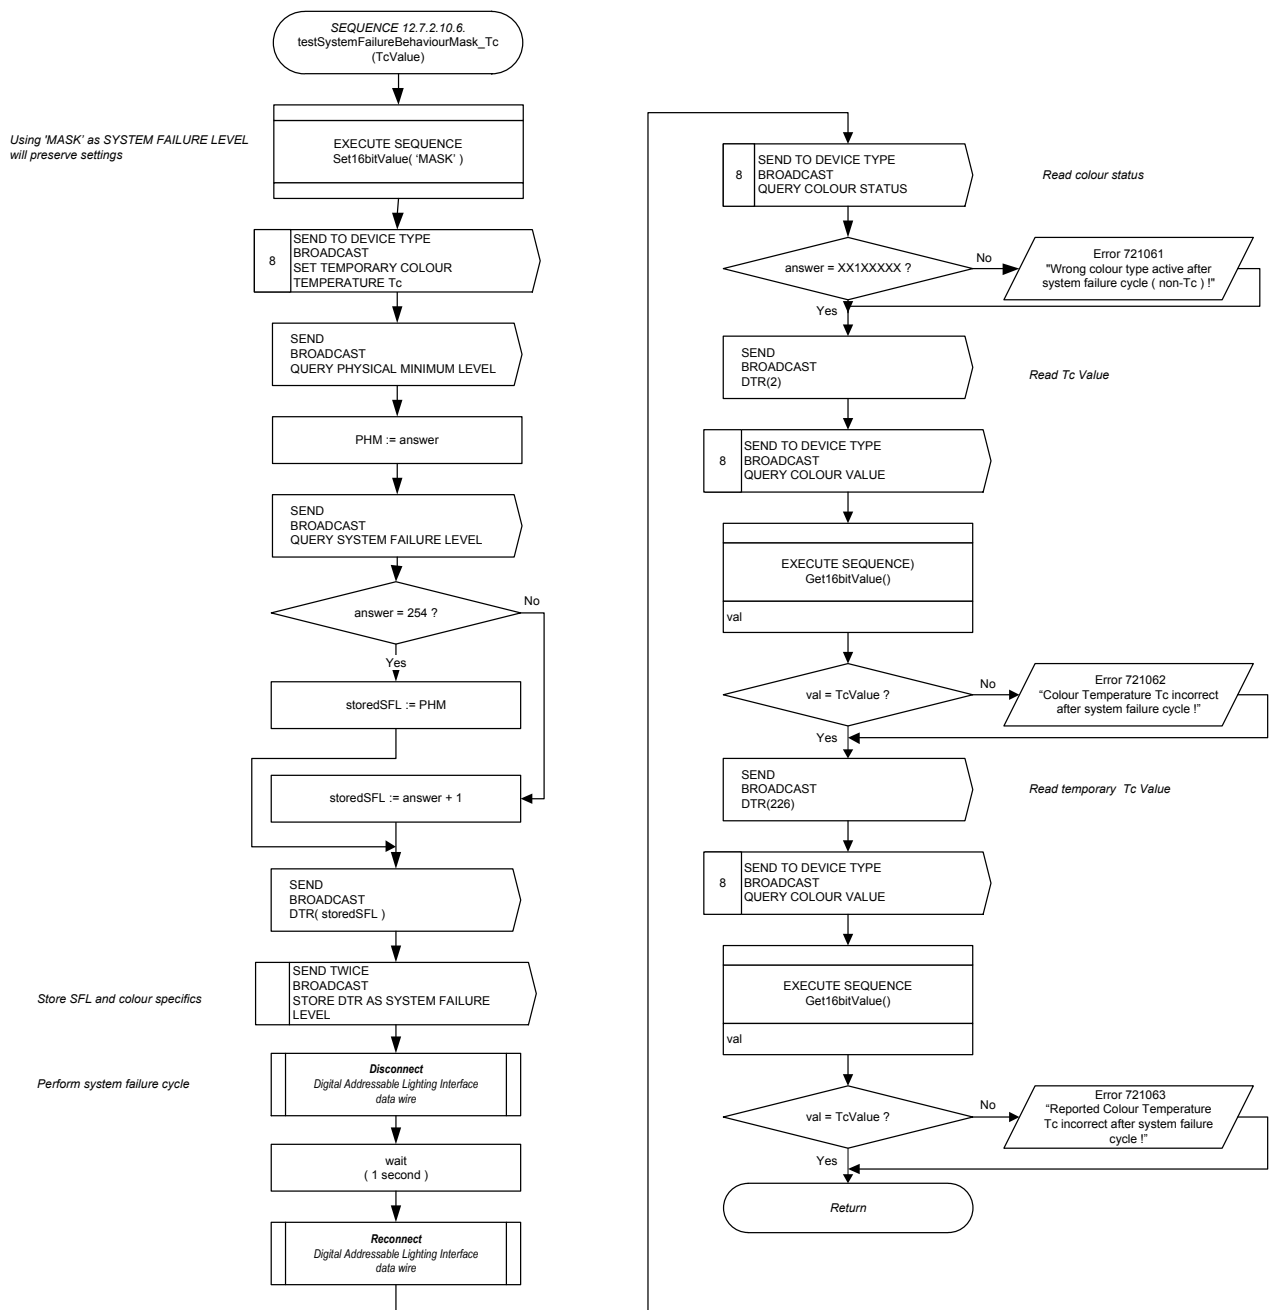 SEQUENCE 12.7.2.10.6.
testSystemFailureBehaviourMask_Tc
(TcValue)
Using 'MASK' as SYSTEM FAILURE LEVEL
will preserve settings
EXECUTE SEQUENCE
Set16bitValue( 'MASK' )
8
SEND TO DEVICE TYPE
BROADCAST
SET TEMPORARY COLOUR
TEMPERATURE Tc
SEND
BROADCAST
QUERY PHYSICAL MINIMUM LEVEL
PHM := answer
SEND
BROADCAST
QUERY SYSTEM FAILURE LEVEL
answer = 254 ?
No
Yes
storedSFL := PHM
storedSFL := answer + 1
SEND
BROADCAST
DTR( storedSFL )
Store SFL and colour specifics
SEND TWICE
BROADCAST
STORE DTR AS SYSTEM FAILURE
LEVEL
Perform system failure cycle
Disconnect
Digital Addressable Lighting Interface
data wire
wait
( 1 second )
Reconnect
Digital Addressable Lighting Interface
data wire
8
SEND TO DEVICE TYPE
BROADCAST
QUERY COLOUR STATUS
Read colour status
answer = XX1XXXXX ?
No
Error 721061
"Wrong colour type active after
system failure cycle ( non-Tc ) !"
Yes
SEND
BROADCAST
DTR(2)
Read Tc Value
8
SEND TO DEVICE TYPE
BROADCAST
QUERY COLOUR VALUE
EXECUTE SEQUENCE)
Get16bitValue()
val
val = TcValue ?
No
Error 721062
“Colour Temperature Tc incorrect
after system failure cycle !”
Yes
SEND
BROADCAST
DTR(226)
Read temporary Tc Value
8
SEND TO DEVICE TYPE
BROADCAST
QUERY COLOUR VALUE
EXECUTE SEQUENCE
Get16bitValue()
val
val = TcValue ?
No
Error 721063
“Reported Colour Temperature
Tc incorrect after system failure
cycle !”
Yes
Return